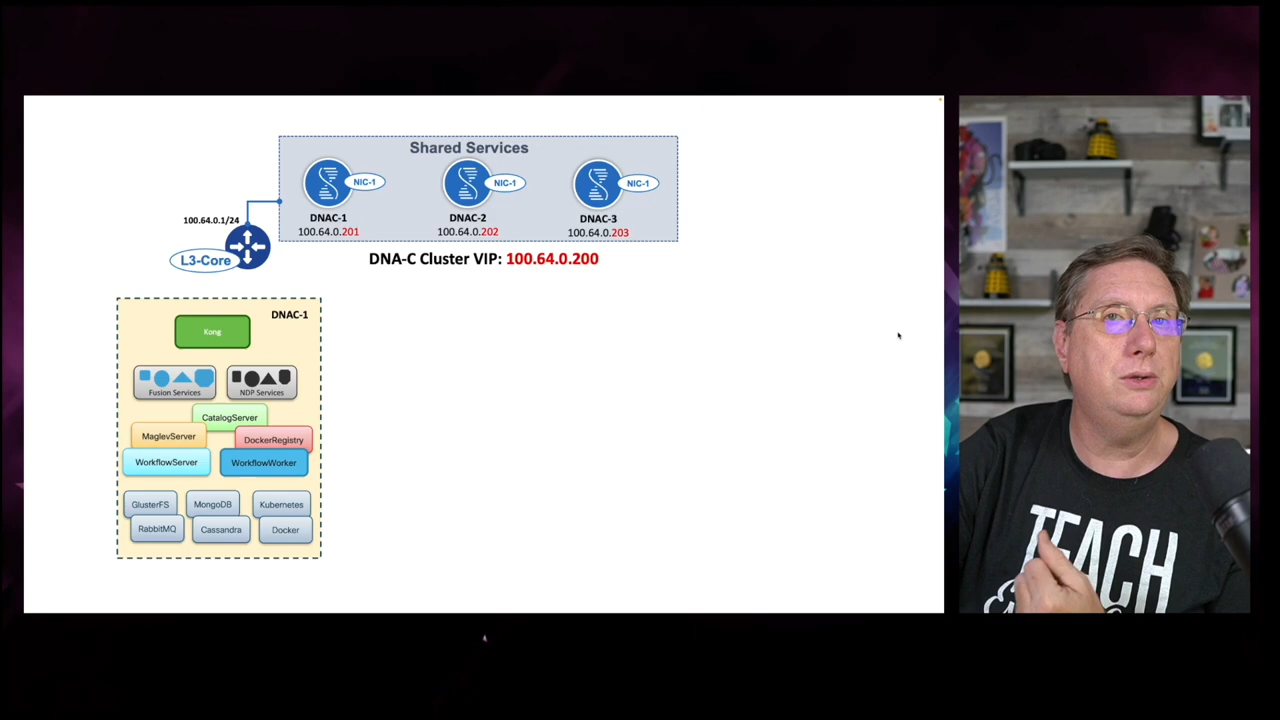 Shared Services
NIC-1
NIC-1
NIC-1
DNAC-1
DNAC-2
DNAC-3
100.64.0.201
100.64.0.202
100.64.0.203
100.64.0.1/24
L3-Core
DNA-C Cluster VIP: 100.64.0.200
DNAC-1
Kong
Fusion Services
NDP Services
CatalogServer
MaglevServer
DockerRegistry
WorkflowServer
WorkflowWorker
GlusterFS
MongoDB
Kubernetes
RabbitMQ
Cassandra
Docker
TEACH